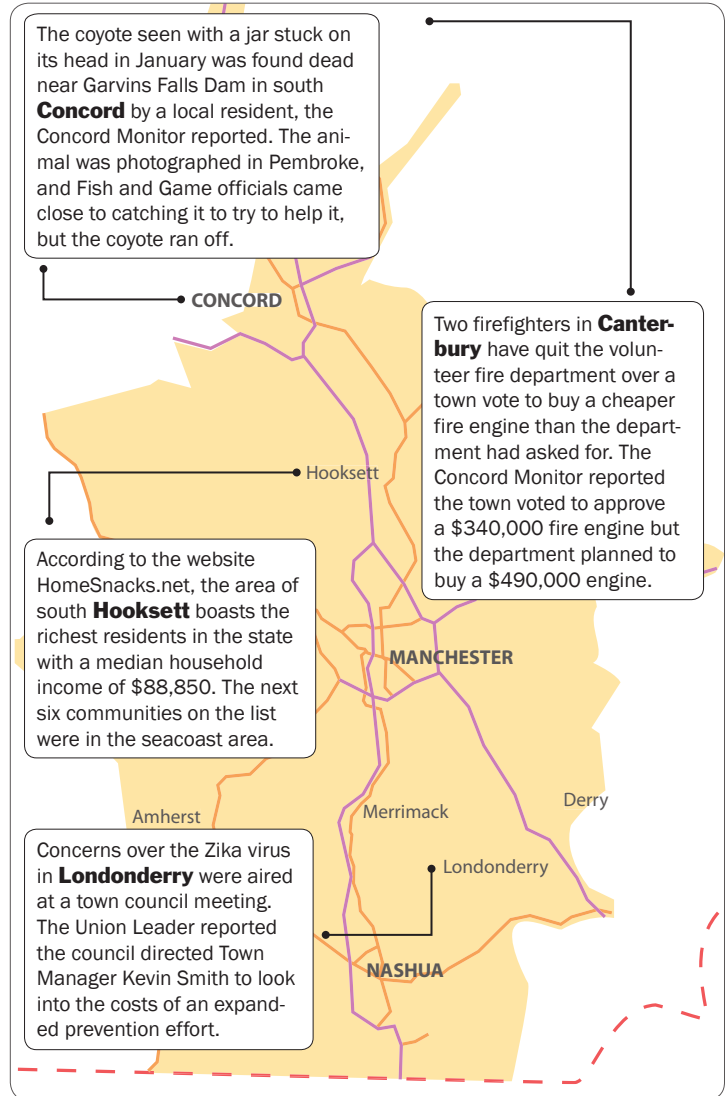 The coyote seen with a jar stuck on
its head in January was found dead
near Garvins Falls Dam in south
Concord by a local resident, the
Concord Monitor reported. The ani-
mal was photographed in Pembroke,
and Fish and Game officials came
close to catching it to try to help it,
but the coyote ran off.
CONCORD
Two firefighters in Canter-
bury have quit the volun-
teer fire department over a
town vote to buy a cheaper
fire engine than the depart-
ment had asked for. The
Concord Monitor reported
the town voted to approve
a $340,000 fire engine but
the department planned to
buy a $490,000 engine.
Hooksett
According to the website
HomeSnacks.net, the area of
south Hooksett boasts the
richest residents in the state
with a median household
income of $88,850. The next
six communities on the list
were in the seacoast area.
MANCHESTER
Amherst
Merrimack
Derry
Londonderry
Concerns over the Zika virus
in Londonderry were aired
at a town council meeting.
The Union Leader reported
the council directed Town
Manager Kevin Smith to look
into the costs of an expand-
ed prevention effort.
NASHUA